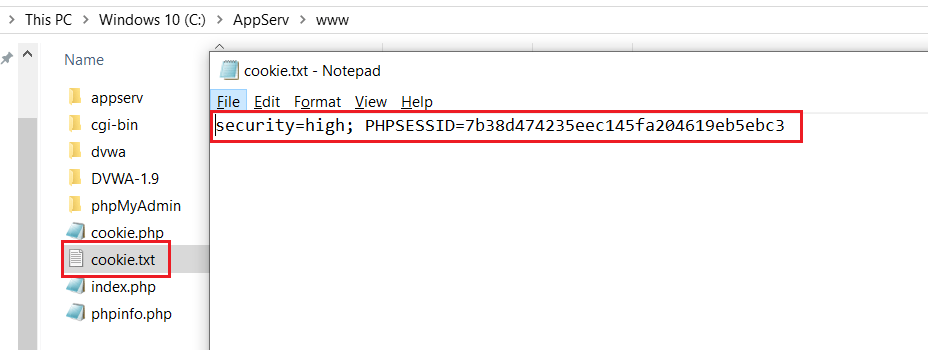 This PC > Windows 10 (C:) > AppServ > www
Name
appserv
cgi-bin
dvwa
DVWA-1.9
phpMyAdmin
cookie.php
cookie.txt
index.php
phpinfo.php
cookie.txt - Notepad
File Edit Format View Help
security=high; PHPSESSID=7b38d474235eec145fa204619eb5ebc3